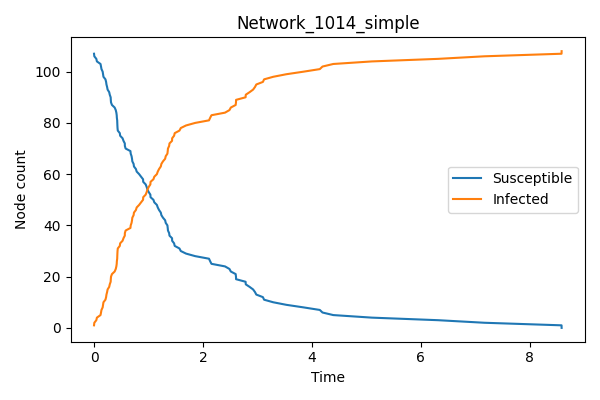 Network_1014_simple
Node count
100
80
60
40
20
0
Susceptible
Infected
0 2 4 6 8
Time